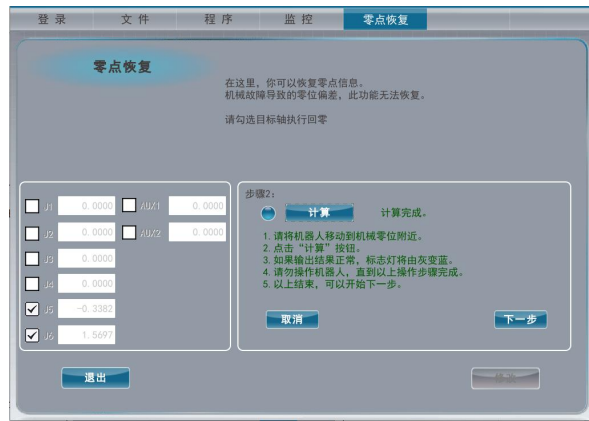 登录 文件 程序 监控 零点恢复
零点恢复
在这里，你可以恢复零点信息。
机械故障导致的零位偏差，此功能无法恢复。
请勾选目标轴执行回零
J1 0.0000 AUX1 0.0000
J2 0.0000 AUX2 0.0000
J3 0.0000
J4 0.0000
J5 -0.3382
J6 1.5697
步骤2：
计算 计算完成。
1. 请将机器人移动到机械零位附近。
2. 点击“计算”按钮。
3. 如果输出结果正常，标志灯将由灰变蓝。
4. 请勿操作机器人，直到以上操作步骤完成。
5. 以上结束，可以开始下一步。
取消 下一步
退出